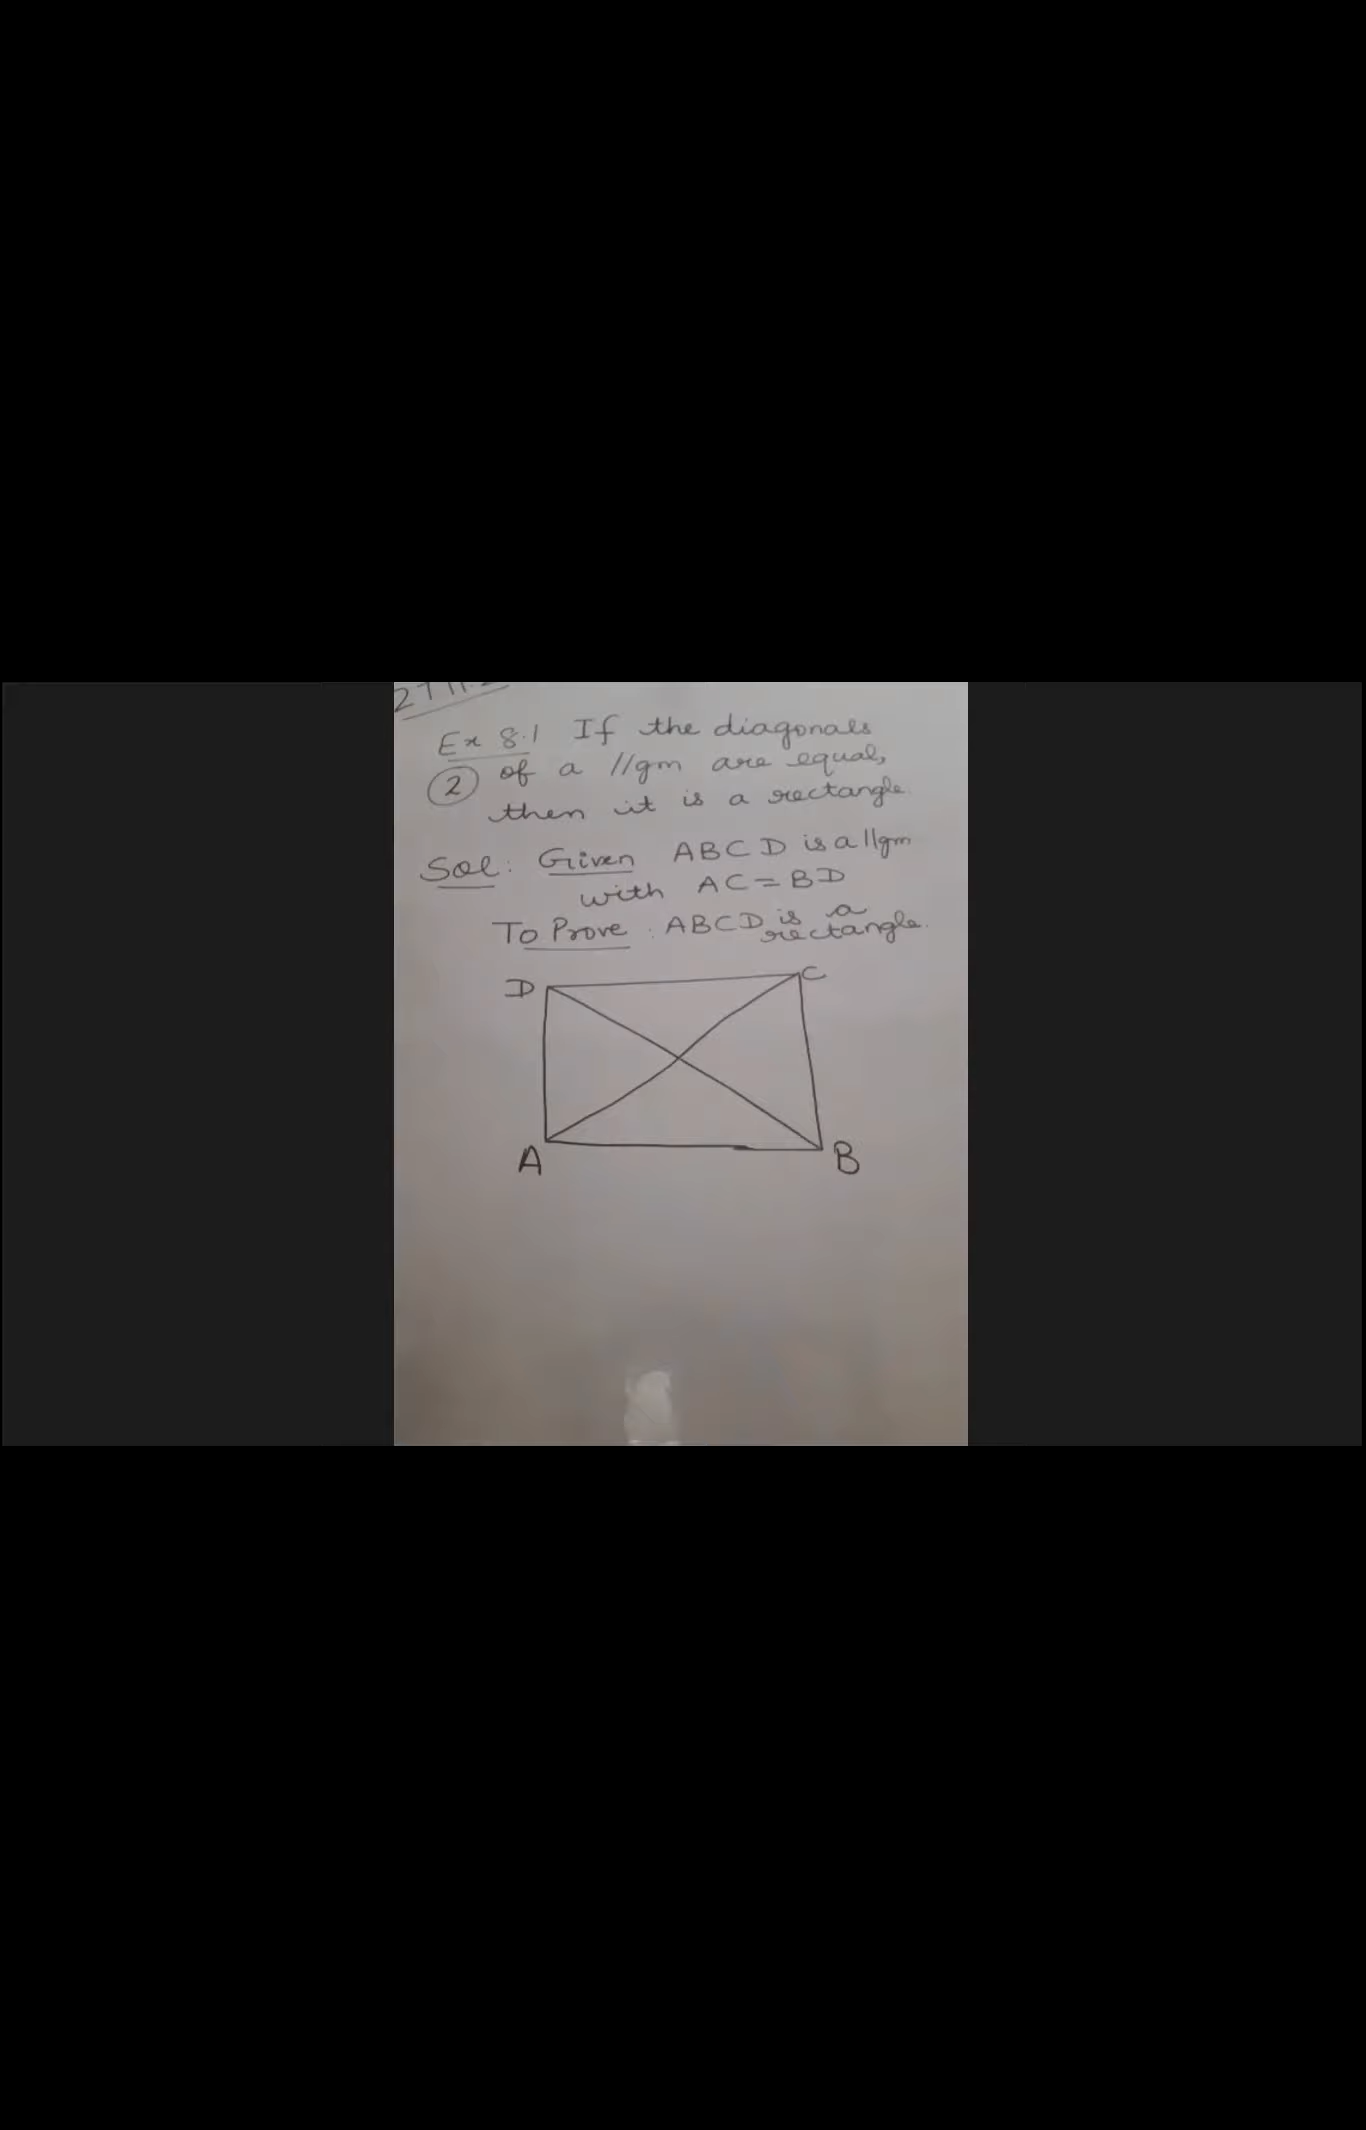 Ex 8.1 If the diagonals
② of a //gm are equal,
then it is a rectangle.
Sol: Given ABCD is a //gm
with AC = BD
To Prove : ABCD is a
rectangle.
D C
A B